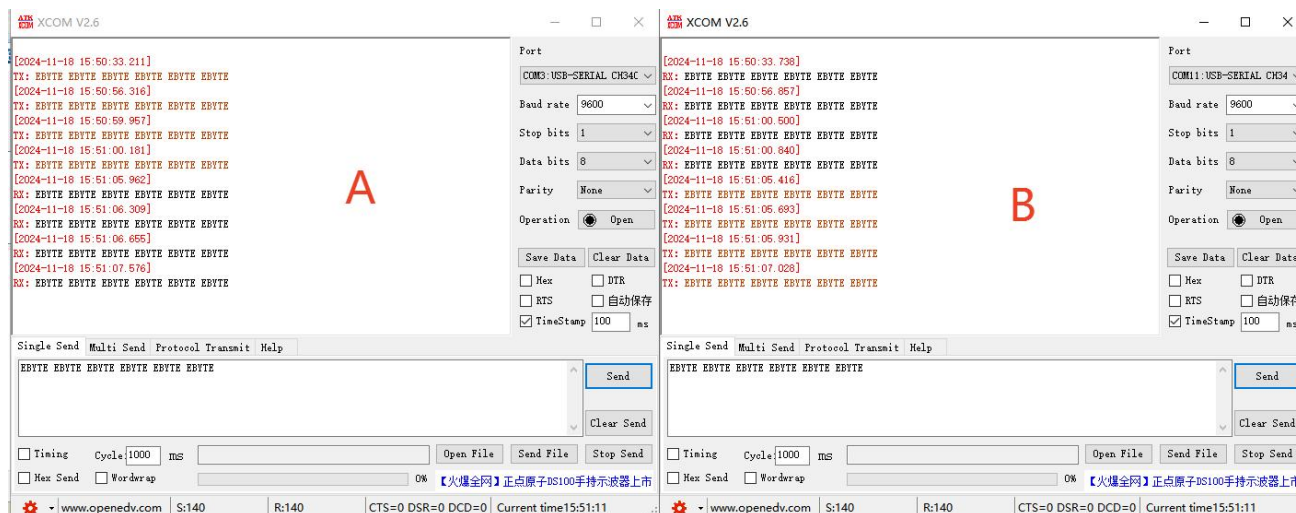 ATK XCOM XCOM V2.6
[2024-11-18 15:50:33.211]
TX: EBYTE EBYTE EBYTE EBYTE EBYTE EBYTE
[2024-11-18 15:50:56.316]
TX: EBYTE EBYTE EBYTE EBYTE EBYTE EBYTE
[2024-11-18 15:50:59.957]
TX: EBYTE EBYTE EBYTE EBYTE EBYTE EBYTE
[2024-11-18 15:51:00.181]
TX: EBYTE EBYTE EBYTE EBYTE EBYTE EBYTE
[2024-11-18 15:51:05.962]
RX: EBYTE EBYTE EBYTE EBYTE EBYTE EBYTE
[2024-11-18 15:51:06.309]
RX: EBYTE EBYTE EBYTE EBYTE EBYTE EBYTE
[2024-11-18 15:51:06.655]
RX: EBYTE EBYTE EBYTE EBYTE EBYTE EBYTE
[2024-11-18 15:51:07.576]
RX: EBYTE EBYTE EBYTE EBYTE EBYTE EBYTE
A
Port
COM3:USB-SERIAL CH34C
Baud rate 9600
Stop bits 1
Data bits 8
Parity None
Operation Open
Save Data Clear Data
Hex DTR
RTS 自动保存
TimeStamp 100 ms
Single Send Multi Send Protocol Transmit Help
EBYTE EBYTE EBYTE EBYTE EBYTE EBYTE
Send
Clear Send
Timing Cycle:1000 ms Open File Send File Stop Send
Hex Send Wordwrap 0% 【火爆全网】正点原子DS100手持示波器上市
www.openedv.com S:140 R:140 CTS=0 DSR=0 DCD=0 Current time15:51:11
ATK XCOM XCOM V2.6
[2024-11-18 15:50:33.738]
RX: EBYTE EBYTE EBYTE EBYTE EBYTE EBYTE
[2024-11-18 15:50:56.857]
RX: EBYTE EBYTE EBYTE EBYTE EBYTE EBYTE
[2024-11-18 15:51:00.500]
RX: EBYTE EBYTE EBYTE EBYTE EBYTE EBYTE
[2024-11-18 15:51:00.840]
RX: EBYTE EBYTE EBYTE EBYTE EBYTE EBYTE
[2024-11-18 15:51:05.416]
TX: EBYTE EBYTE EBYTE EBYTE EBYTE EBYTE
[2024-11-18 15:51:05.693]
TX: EBYTE EBYTE EBYTE EBYTE EBYTE EBYTE
[2024-11-18 15:51:05.931]
TX: EBYTE EBYTE EBYTE EBYTE EBYTE EBYTE
[2024-11-18 15:51:07.028]
TX: EBYTE EBYTE EBYTE EBYTE EBYTE EBYTE
B
Port
COM11:USB-SERIAL CH34
Baud rate 9600
Stop bits 1
Data bits 8
Parity None
Operation Open
Save Data Clear Data
Hex DTR
RTS 自动保存
TimeStamp 100 ms
Single Send Multi Send Protocol Transmit Help
EBYTE EBYTE EBYTE EBYTE EBYTE EBYTE
Send
Clear Send
Timing Cycle:1000 ms Open File Send File Stop Send
Hex Send Wordwrap 0% 【火爆全网】正点原子DS100手持示波器上市
www.openedv.com S:140 R:140 CTS=0 DSR=0 DCD=0 Current time15:51:11